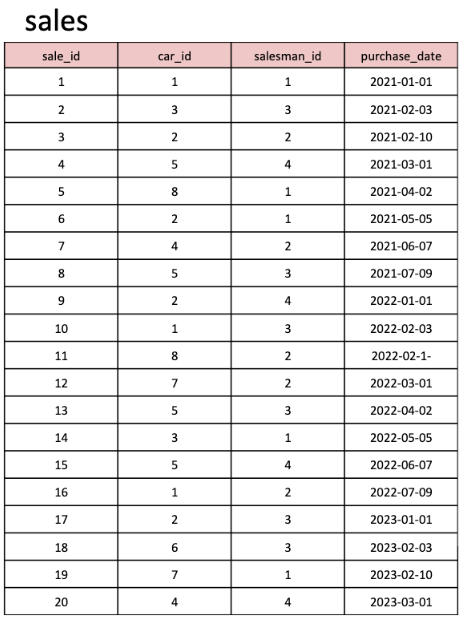 sales
sale_id car_id salesman_id purchase_date
1 1 1 2021-01-01
2 3 3 2021-02-03
3 2 2 2021-02-10
4 5 4 2021-03-01
5 8 1 2021-04-02
6 2 1 2021-05-05
7 4 2 2021-06-07
8 5 3 2021-07-09
9 2 4 2022-01-01
10 1 3 2022-02-03
11 8 2 2022-02-1-
12 7 2 2022-03-01
13 5 3 2022-04-02
14 3 1 2022-05-05
15 5 4 2022-06-07
16 1 2 2022-07-09
17 2 3 2023-01-01
18 6 3 2023-02-03
19 7 1 2023-02-10
20 4 4 2023-03-01